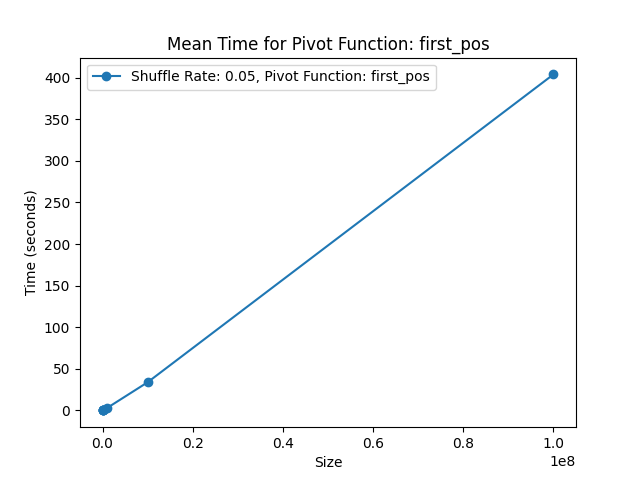 Mean Time for Pivot Function: first_pos
Shuffle Rate: 0.05, Pivot Function: first_pos
Time (seconds)
400
350
300
250
200
150
100
50
0
0.0 0.2 0.4 0.6 0.8 1.0
1e8
Size